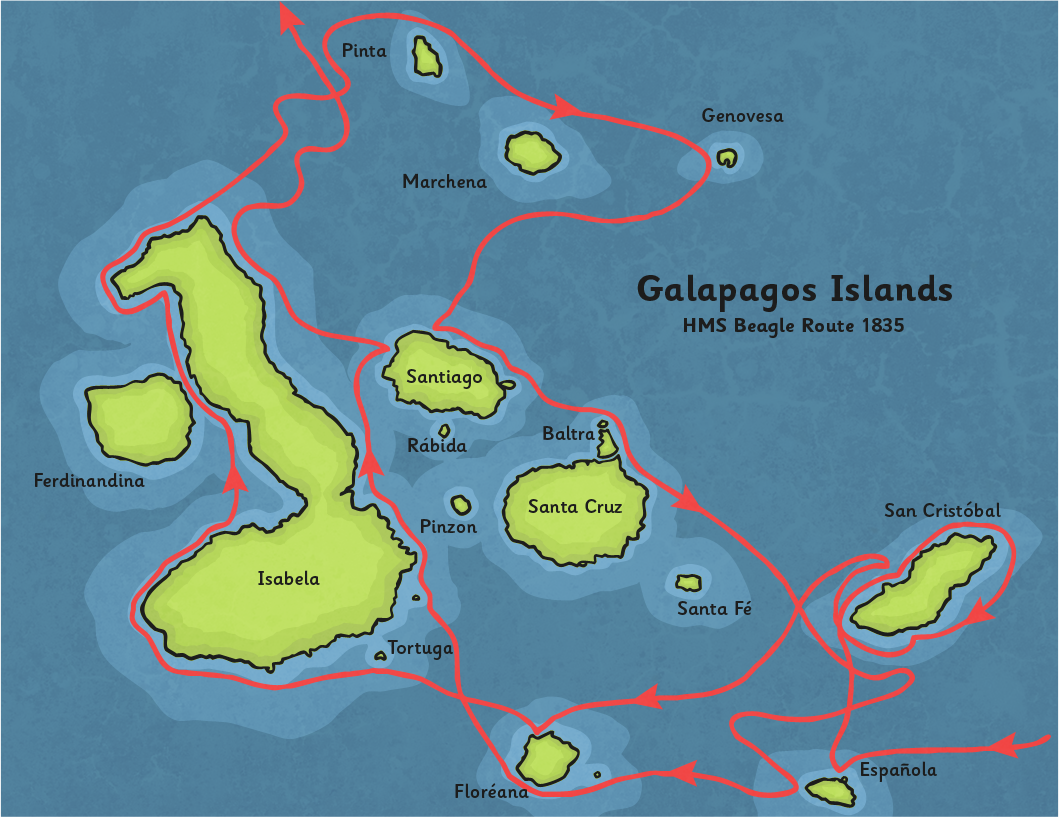 Pinta
Genovesa
Marchena
Galapagos Islands
HMS Beagle Route 1835
Santiago
Rábida
Baltra
Ferdinandina
Santa Cruz
San Cristóbal
Pinzon
Isabela
Santa Fé
Tortuga
Española
Floréana